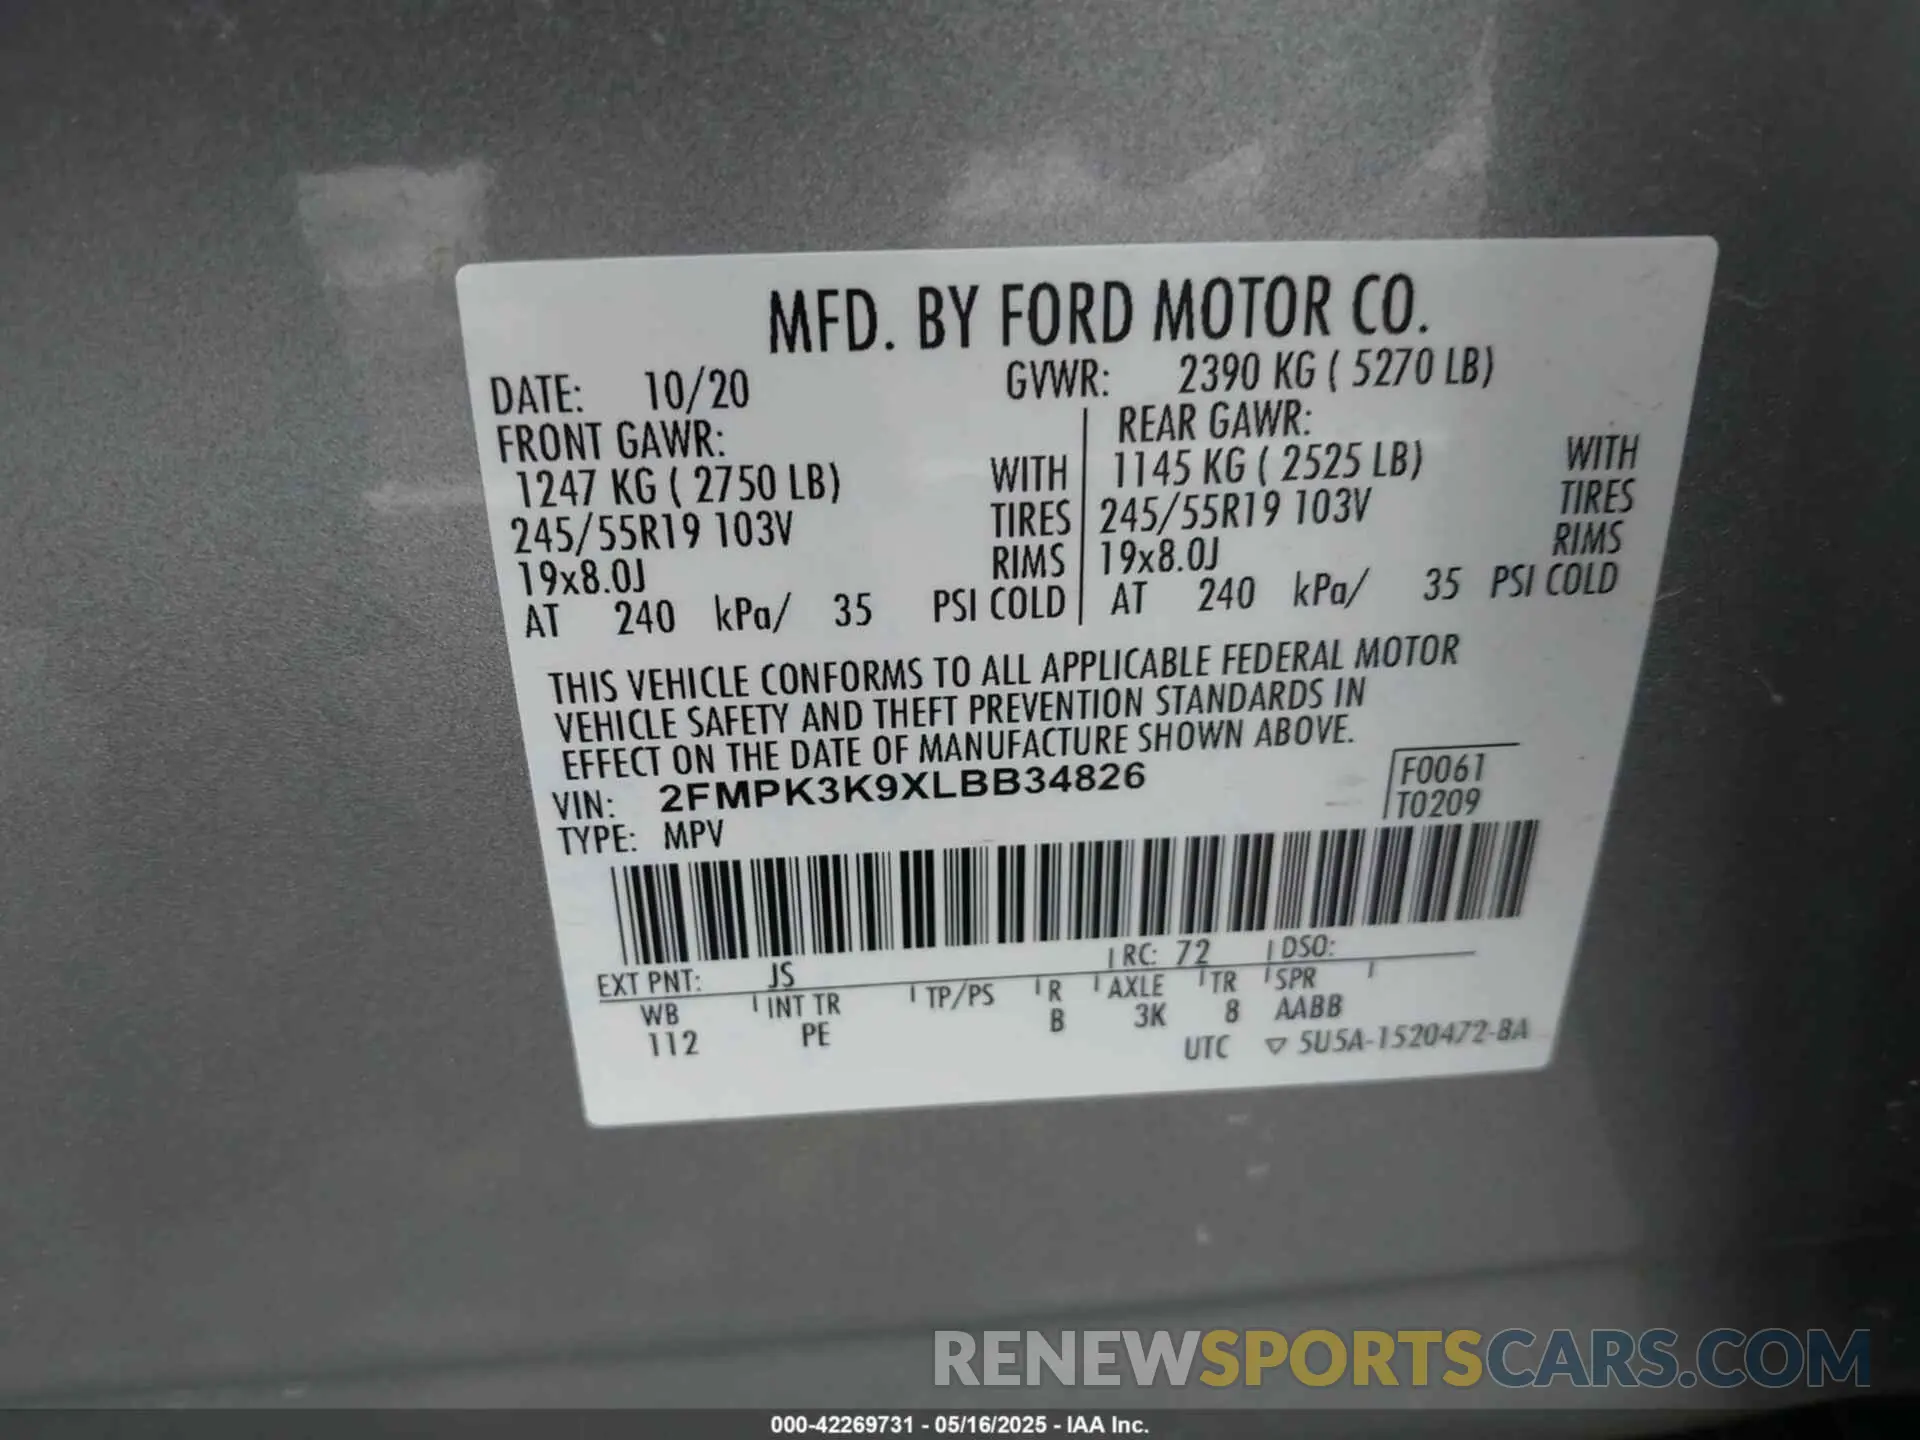 MFD. BY FORD MOTOR CO.
DATE: 10/20 GVWR: 2390 KG ( 5270 LB)
FRONT GAWR: REAR GAWR:
1247 KG ( 2750 LB) WITH 1145 KG ( 2525 LB) WITH
245/55R19 103V TIRES 245/55R19 103V TIRES
19x8.0J RIMS 19x8.0J RIMS
AT 240 kPa/ 35 PSI COLD AT 240 kPa/ 35 PSI COLD
THIS VEHICLE CONFORMS TO ALL APPLICABLE FEDERAL MOTOR
VEHICLE SAFETY AND THEFT PREVENTION STANDARDS IN
EFFECT ON THE DATE OF MANUFACTURE SHOWN ABOVE.
VIN: 2FMPK3K9XLBB34826 F0061
TYPE: MPV T0209
EXT PNT: JS RC: 72 DSO:
WB INT TR TP/PS R AXLE TR SPR
112 PE B 3K 8 AABB
UTC ▽ 5U5A-1520472-BA
RENEWSPORTSCARS.COM
000-42269731 - 05/16/2025 - IAA Inc.